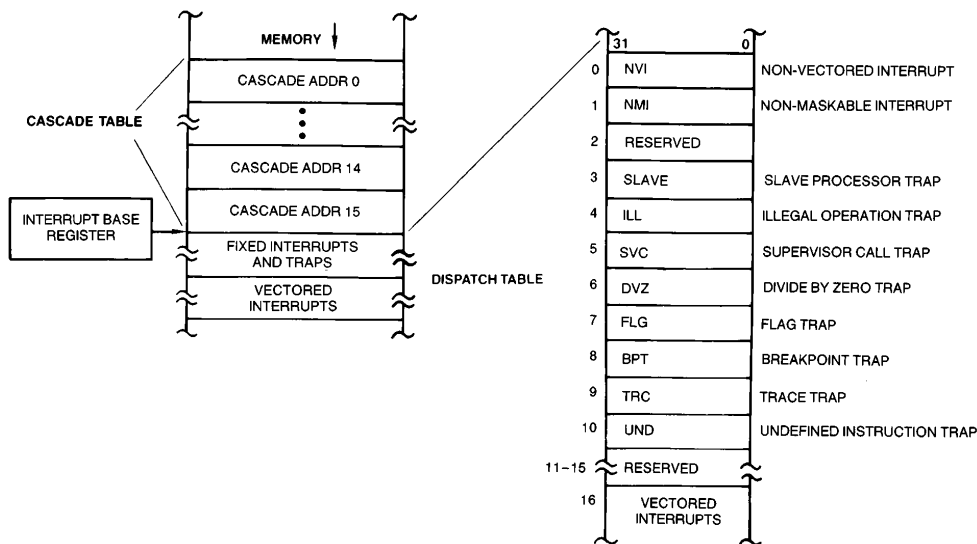 MEMORY
CASCADE ADDR 0
CASCADE TABLE
CASCADE ADDR 14
CASCADE ADDR 15
INTERRUPT BASE
REGISTER
FIXED INTERRUPTS
AND TRAPS
VECTORED
INTERRUPTS
DISPATCH TABLE
31 0
0 NVI NON-VECTORED INTERRUPT
1 NMI NON-MASKABLE INTERRUPT
2 RESERVED
3 SLAVE SLAVE PROCESSOR TRAP
4 ILL ILLEGAL OPERATION TRAP
5 SVC SUPERVISOR CALL TRAP
6 DVZ DIVIDE BY ZERO TRAP
7 FLG FLAG TRAP
8 BPT BREAKPOINT TRAP
9 TRC TRACE TRAP
10 UND UNDEFINED INSTRUCTION TRAP
11-15 RESERVED
16 VECTORED
INTERRUPTS